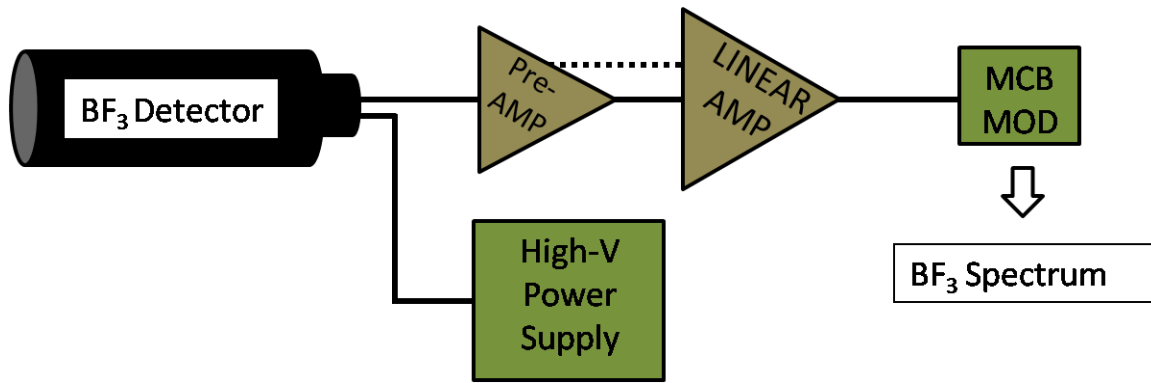 BF₃ Detector
Pre-
AMP
LINEAR
AMP
MCB
MOD
High-V
Power
Supply
BF₃ Spectrum